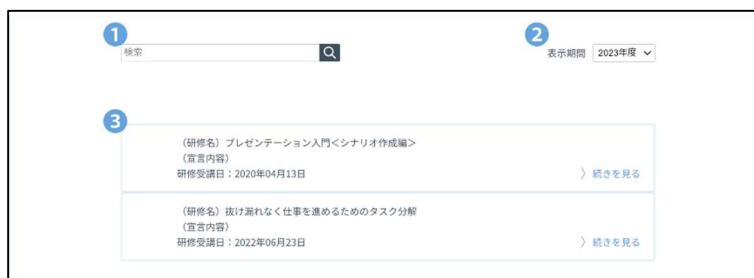 1
2
検索
表示期間 2023年度
3
（研修名）プレゼンテーション入門＜シナリオ作成編＞
（宣言内容）
研修受講日：2020年04月13日
〉続きを見る
（研修名）抜け漏れなく仕事を進めるためのタスク分解
（宣言内容）
研修受講日：2022年06月23日
〉続きを見る